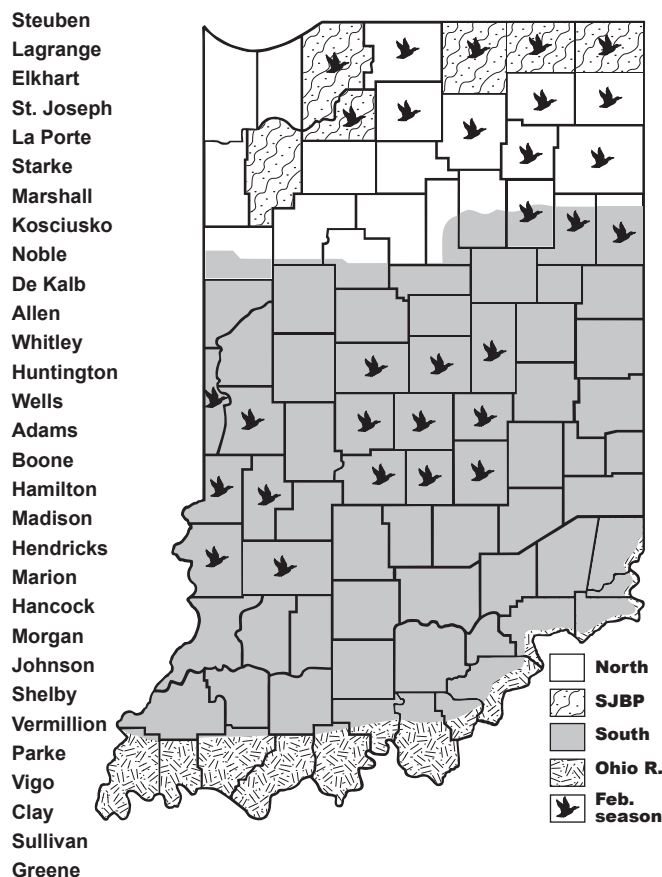 Steuben
Lagrange
Elkhart
St. Joseph
La Porte
Starke
Marshall
Kosciusko
Noble
De Kalb
Allen
Whitley
Huntington
Wells
Adams
Boone
Hamilton
Madison
Hendricks
Marion
Hancock
Morgan
Johnson
Shelby
Vermillion
Parke
Vigo
Clay
Sullivan
Greene
North
SJBP
South
Ohio R.
Feb.
season